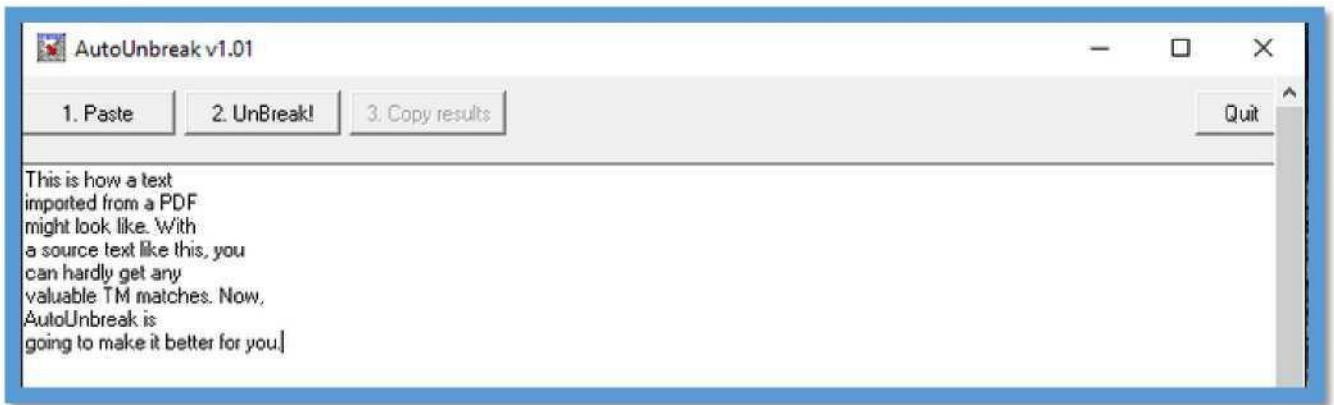 AutoUnbreak v1.01
1. Paste 2. UnBreak! 3. Copy results Quit
This is how a text
imported from a PDF
might look like. With
a source text like this, you
can hardly get any
valuable TM matches. Now,
AutoUnbreak is
going to make it better for you.